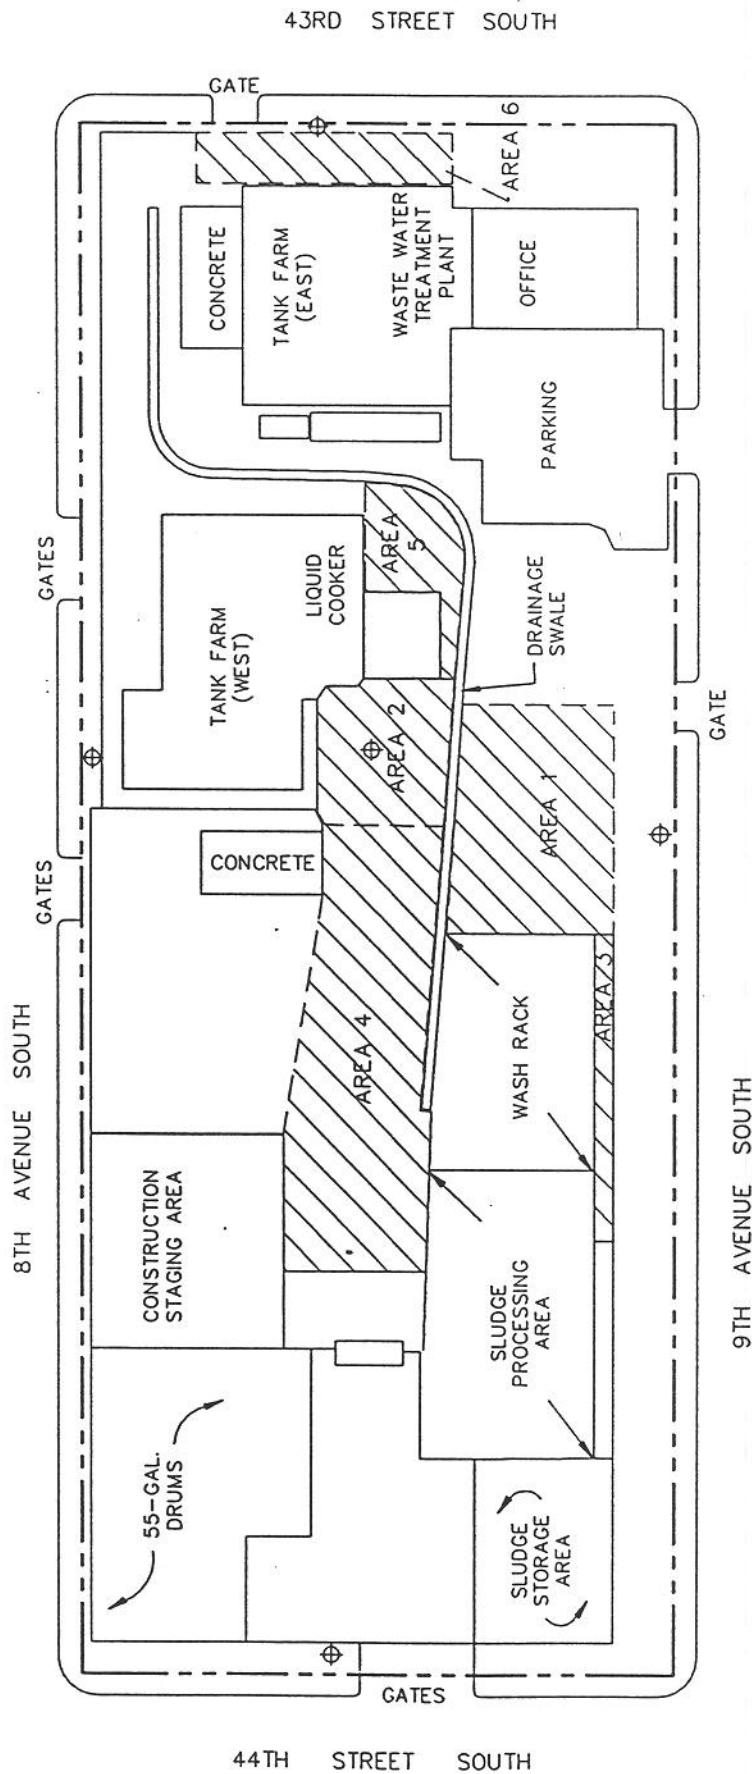 43RD STREET SOUTH
GATE
AREA 6
CONCRETE
TANK FARM
(EAST)
WASTE WATER
TREATMENT
PLANT
OFFICE
PARKING
GATES
AREA
5
LIQUID
COOKER
TANK FARM
(WEST)
DRAINAGE
SWALE
AREA 2
GATE
AREA 1
CONCRETE
GATES
AREA 3
8TH AVENUE SOUTH
AREA 4
WASH RACK
9TH AVENUE SOUTH
CONSTRUCTION
STAGING AREA
SLUDGE
PROCESSING
AREA
55-GAL.
DRUMS
SLUDGE
STORAGE
AREA
GATES
44TH STREET SOUTH